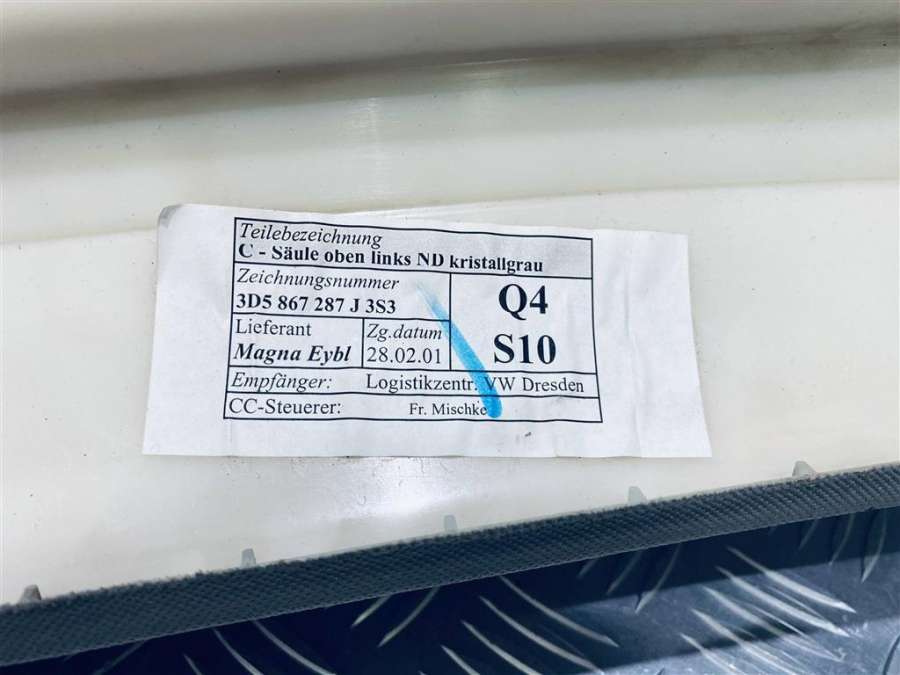 Teilebezeichnung
C - Säule oben links ND kristallgrau
Zeichnungsnummer
3D5 867 287 J 3S3
Q4
S10
Lieferant
Magna Eybl
Zg.datum
28.02.01
Empfänger: Logistikzentr. VW Dresden
CC-Steuerer: Fr. Mischke